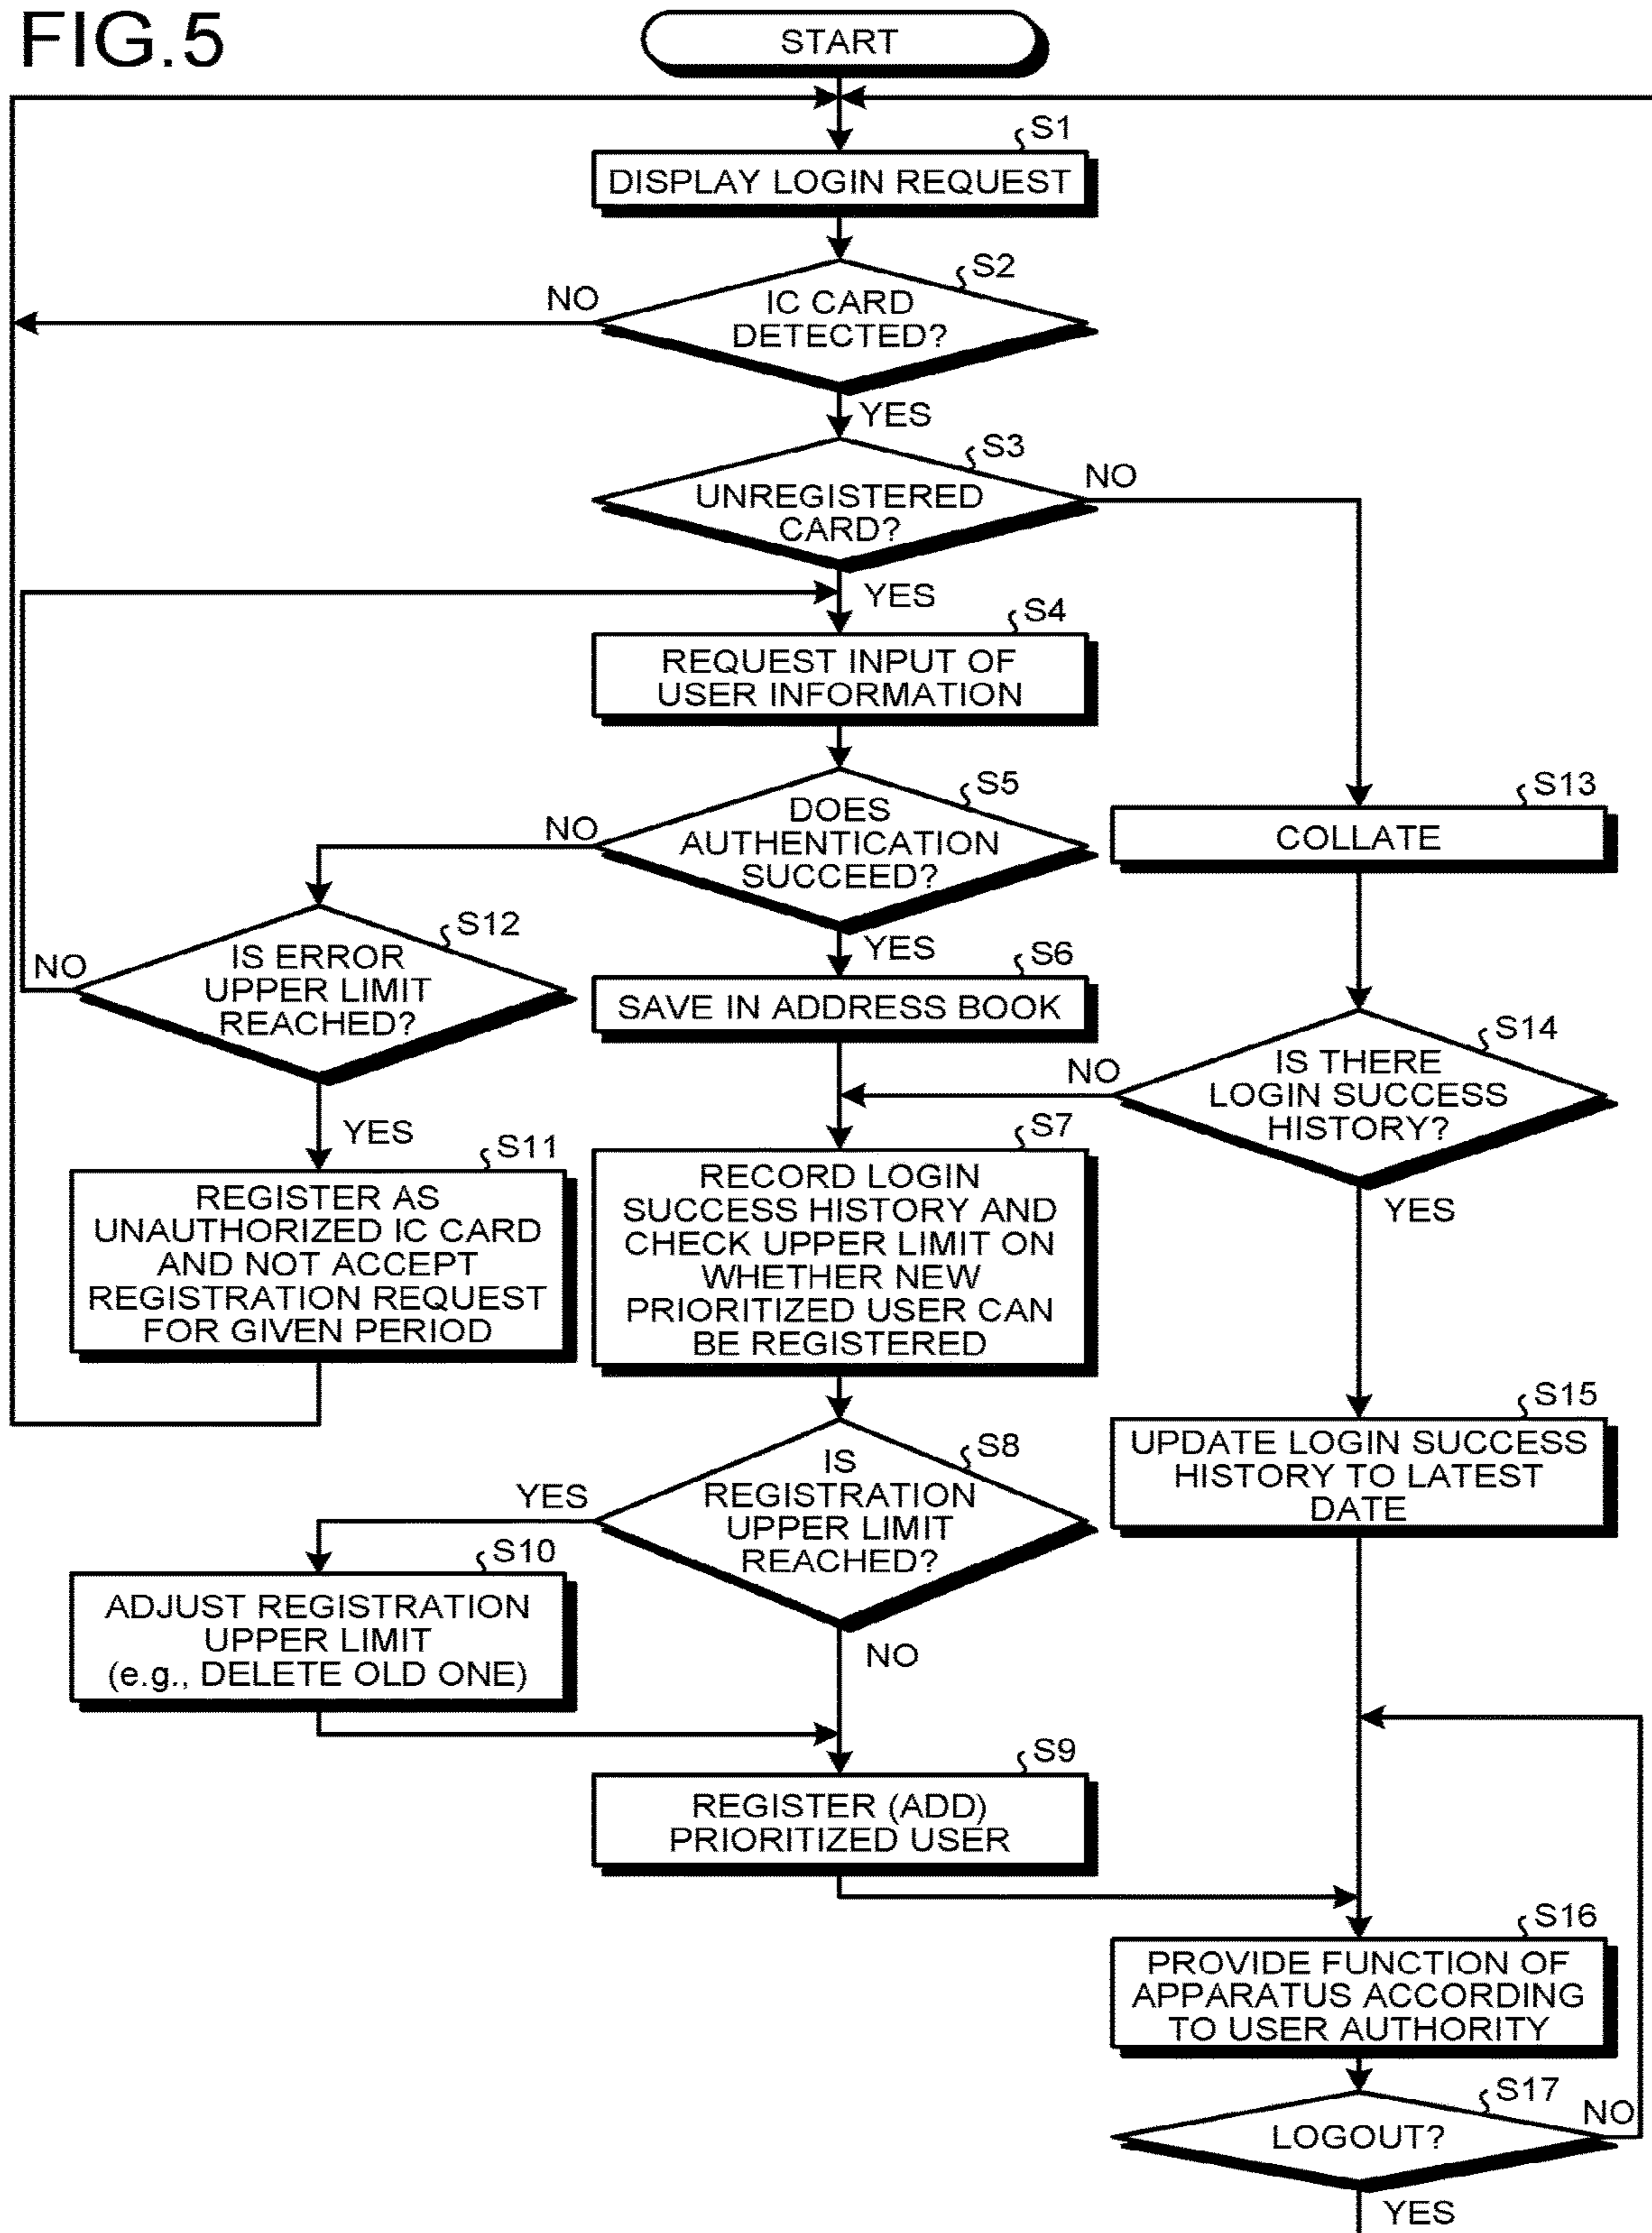 FIG.5
START
S1
DISPLAY LOGIN REQUEST
S2
IC CARD
DETECTED?
NO
YES
S3
UNREGISTERED
CARD?
NO
YES
S4
REQUEST INPUT OF
USER INFORMATION
S5
DOES
AUTHENTICATION
SUCCEED?
NO
YES
S13
COLLATE
S12
IS ERROR
UPPER LIMIT
REACHED?
NO
YES
S6
SAVE IN ADDRESS BOOK
S14
IS THERE
LOGIN SUCCESS
HISTORY?
NO
YES
S11
REGISTER AS
UNAUTHORIZED IC CARD
AND NOT ACCEPT
REGISTRATION REQUEST
FOR GIVEN PERIOD
S7
RECORD LOGIN
SUCCESS HISTORY AND
CHECK UPPER LIMIT ON
WHETHER NEW
PRIORITIZED USER CAN
BE REGISTERED
S8
IS
REGISTRATION
UPPER LIMIT
REACHED?
YES
NO
S15
UPDATE LOGIN SUCCESS
HISTORY TO LATEST
DATE
S10
ADJUST REGISTRATION
UPPER LIMIT
(e.g., DELETE OLD ONE)
S9
REGISTER (ADD)
PRIORITIZED USER
S16
PROVIDE FUNCTION OF
APPARATUS ACCORDING
TO USER AUTHORITY
S17
LOGOUT?
NO
YES